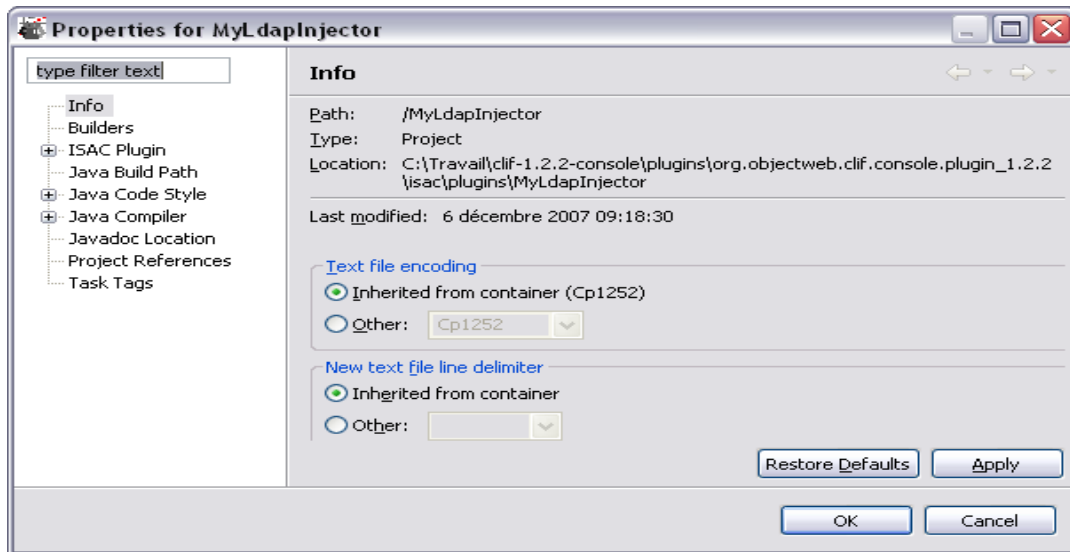 Properties for MyLdapInjector
type filter text
Info
Builders
ISAC Plugin
Java Build Path
Java Code Style
Java Compiler
Javadoc Location
Project References
Task Tags
Info
Path: /MyLdapInjector
Type: Project
Location: C:\Travail\clif-1.2.2-console\plugins\org.objectweb.clif.console.plugin_1.2.2
\isac\plugins\MyLdapInjector
Last modified: 6 décembre 2007 09:18:30
Text file encoding
Inherited from container (Cp1252)
Other: Cp1252
New text file line delimiter
Inherited from container
Other:
Restore Defaults Apply
OK Cancel